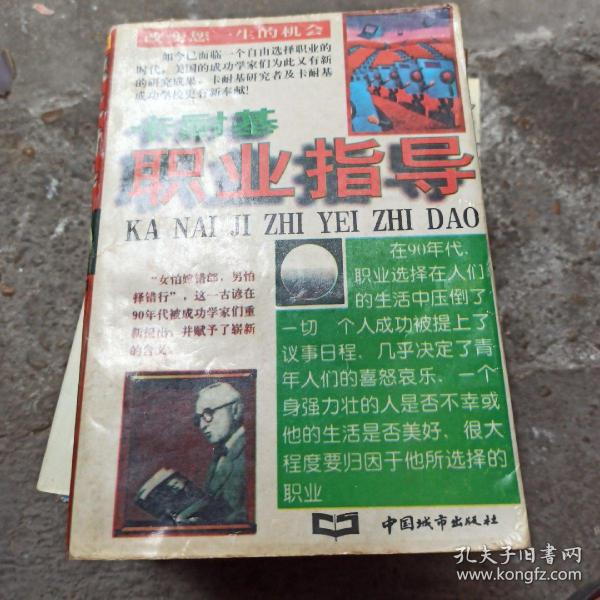 改变您一生的机会
如今已面临一个自由选择职业的
时代，美国的成功学家们为此又有新
的研究成果，卡耐基研究者及卡耐基
成功学校更有新奉献！
卡耐基
职业指导
KA NAI JI ZHI YEI ZHI DAO
“女怕嫁错郎，男怕
择错行”，这一古谚在
90年代被成功学家们重
新提出，并赋予了崭新
的含义。
在90年代，
职业选择在人们
的生活中压倒了
一切 个人成功被提上了
议事日程，几乎决定了青
年人们的喜怒哀乐、一个
身强力壮的人是否不幸或
他的生活是否美好，很大
程度要归因于他所选择的
职业
中国城市出版社
孔夫子旧书网
www.kongfz.com